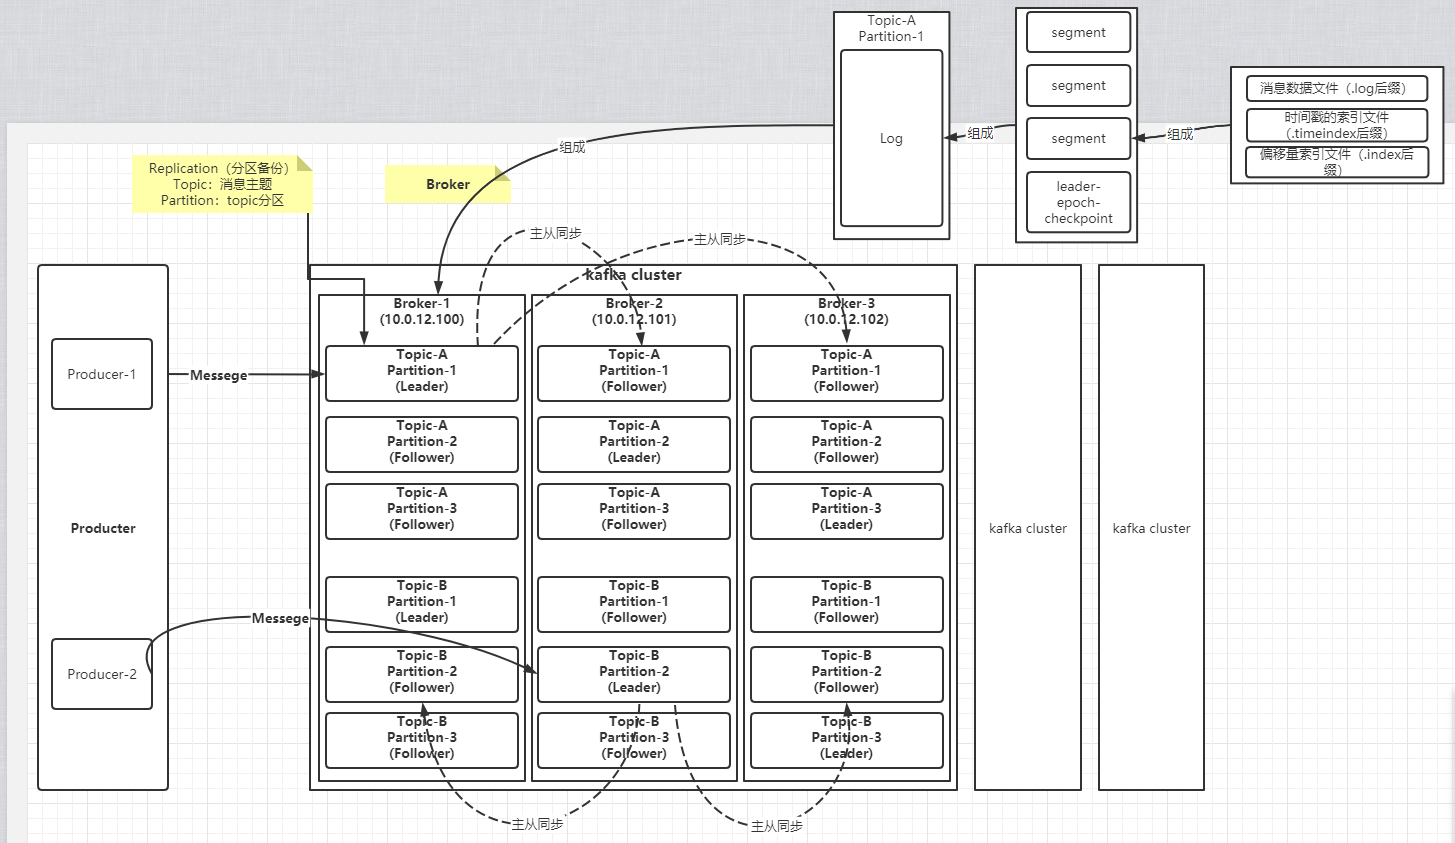 Topic-A
Partition-1
Log
segment
segment
segment
leader-
epoch-
checkpoint
消息数据文件（.log后缀）
时间戳的索引文件
（.timeindex后缀）
偏移量索引文件（.index后
缀）
组成
组成
组成
Replication（分区备份）
Topic：消息主题
Partition：topic分区
Broker
主从同步
主从同步
kafka cluster
Broker-1
(10.0.12.100)
Broker-2
(10.0.12.101)
Broker-3
(10.0.12.102)
Producer-1
Messege
Topic-A
Partition-1
(Leader)
Topic-A
Partition-1
(Follower)
Topic-A
Partition-1
(Follower)
Topic-A
Partition-2
(Follower)
Topic-A
Partition-2
(Leader)
Topic-A
Partition-2
(Follower)
Topic-A
Partition-3
(Follower)
Topic-A
Partition-3
(Follower)
Topic-A
Partition-3
(Leader)
Producter
kafka cluster
kafka cluster
Topic-B
Partition-1
(Leader)
Topic-B
Partition-1
(Follower)
Topic-B
Partition-1
(Follower)
Messege
Producer-2
Topic-B
Partition-2
(Follower)
Topic-B
Partition-2
(Leader)
Topic-B
Partition-2
(Follower)
Topic-B
Partition-3
(Follower)
Topic-B
Partition-3
(Follower)
Topic-B
Partition-3
(Leader)
主从同步
主从同步